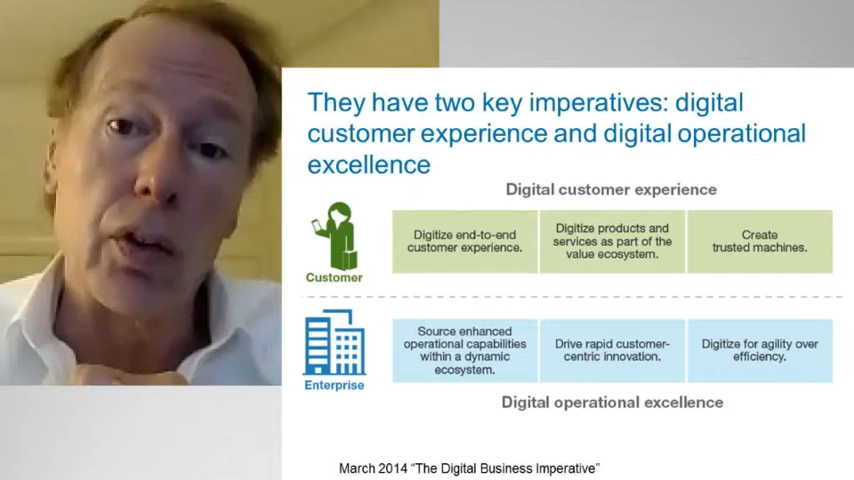 They have two key imperatives: digital
customer experience and digital operational
excellence
Digital customer experience
Customer
Digitize end-to-end
customer experience.
Digitize products and
services as part of the
value ecosystem.
Create
trusted machines.
Enterprise
Source enhanced
operational capabilities
within a dynamic
ecosystem.
Drive rapid customer-
centric innovation.
Digitize for agility over
efficiency.
Digital operational excellence
March 2014 “The Digital Business Imperative”